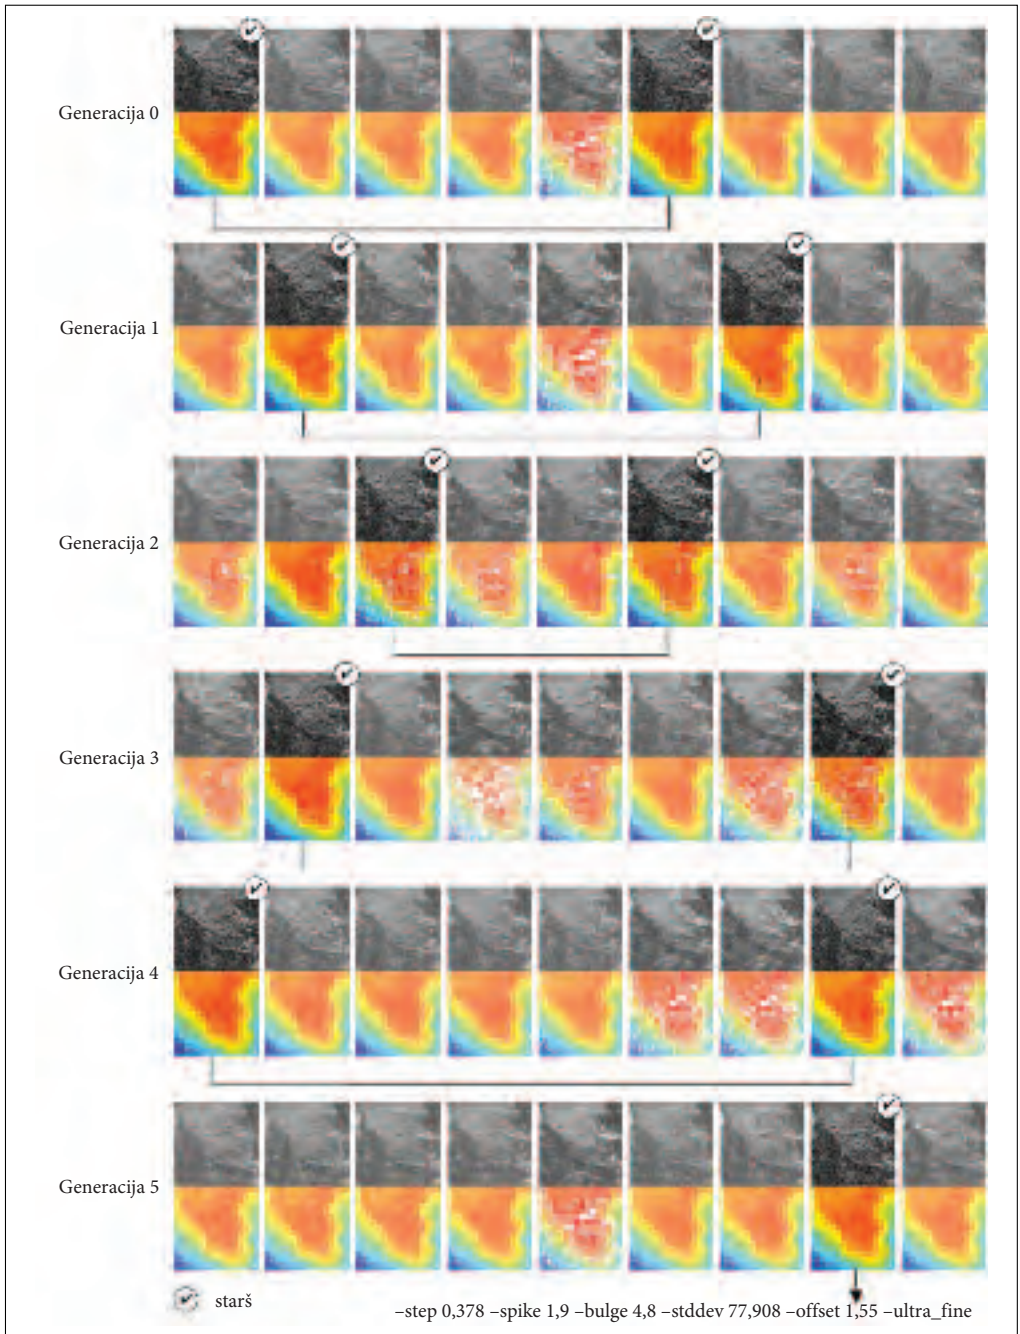 Generacija 0
Generacija 1
Generacija 2
Generacija 3
Generacija 4
Generacija 5
starš
–step 0,378 –spike 1,9 –bulge 4,8 –stddev 77,908 –offset 1,55 –ultra_fine